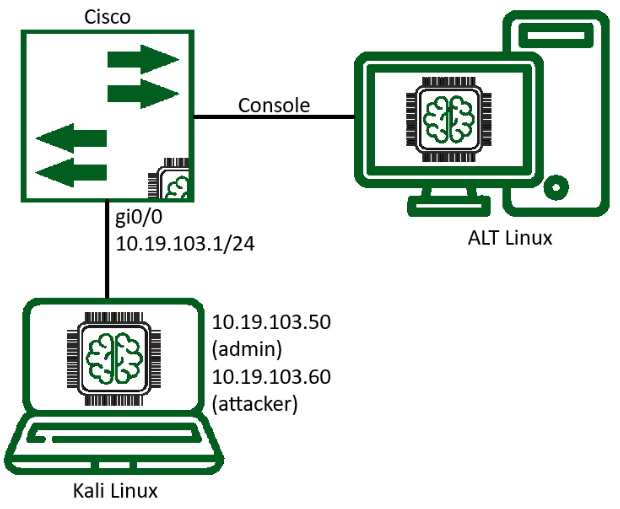 Cisco
Console
ALT Linux
gi0/0
10.19.103.1/24
10.19.103.50
(admin)
10.19.103.60
(attacker)
Kali Linux